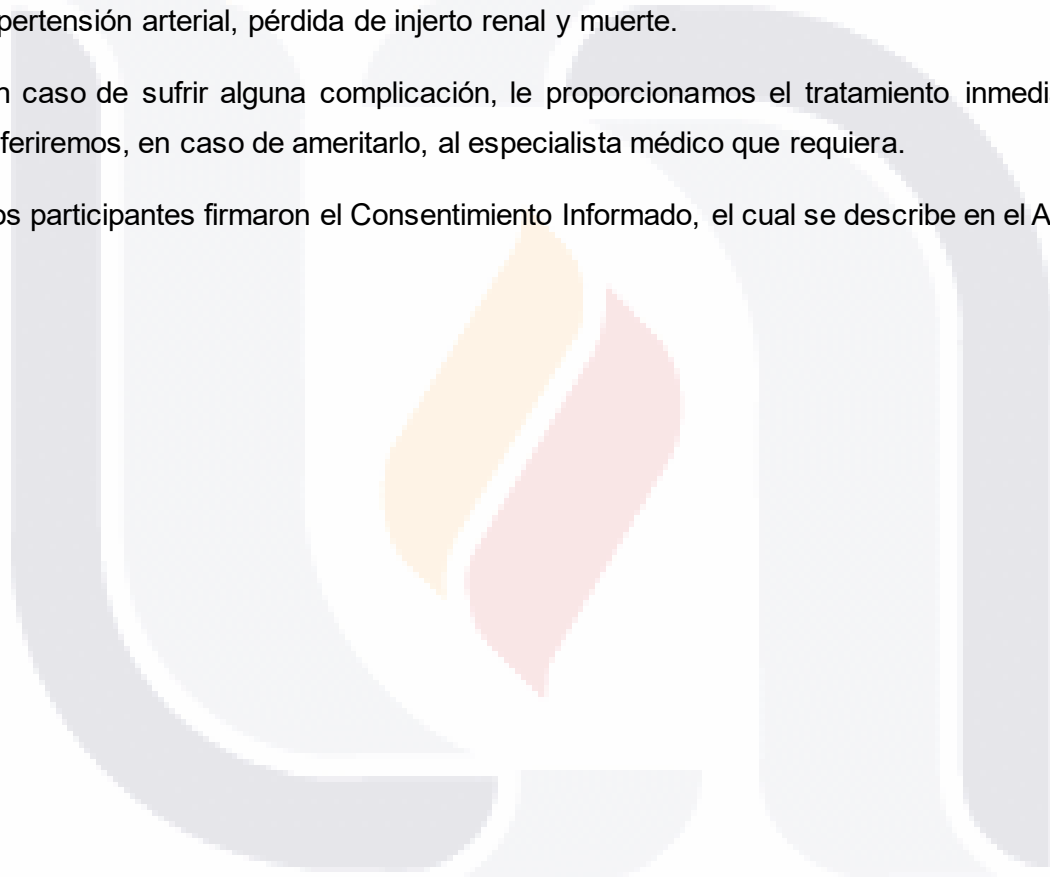 pertensión arterial, pérdida de injerto renal y muerte.
n caso de sufrir alguna complicación, le proporcionamos el tratamiento inmedi
feriremos, en caso de ameritarlo, al especialista médico que requiera.
os participantes firmaron el Consentimiento Informado, el cual se describe en el A